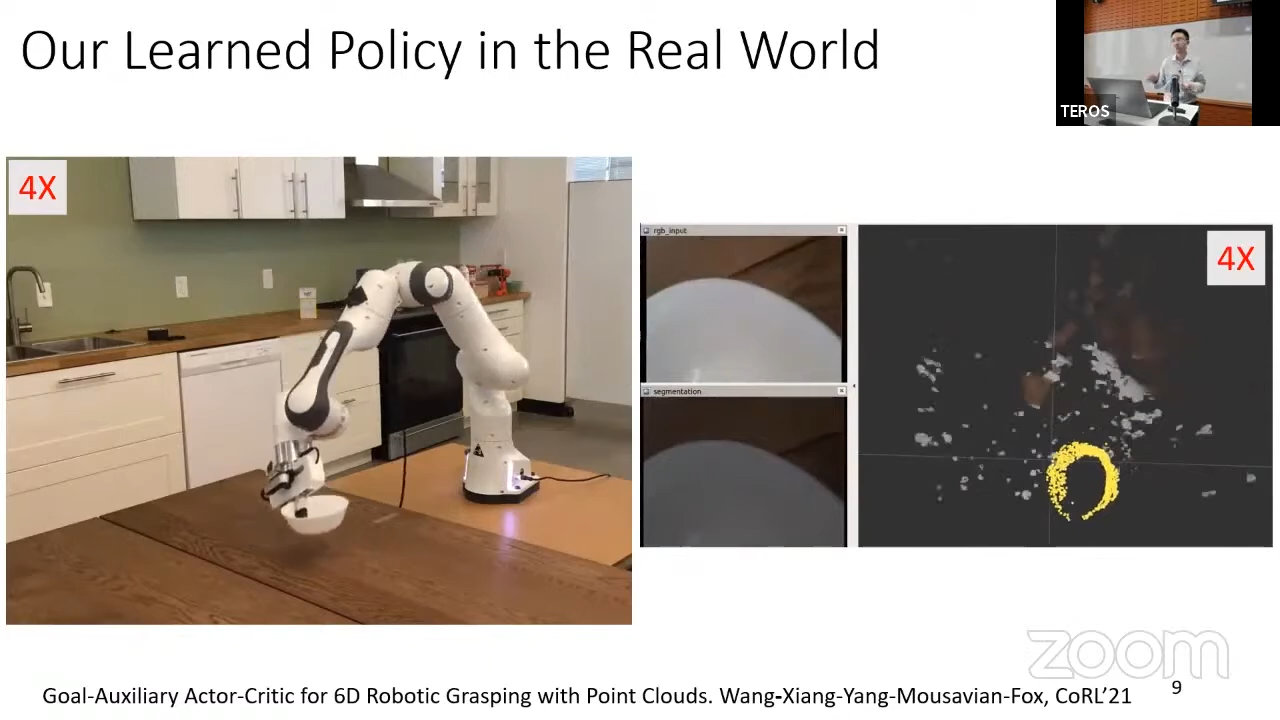 Our Learned Policy in the Real World
TEROS
4X
rgb_input
segmentation
4X
zoom
Goal-Auxiliary Actor-Critic for 6D Robotic Grasping with Point Clouds. Wang-Xiang-Yang-Mousavian-Fox, CoRL’21
9